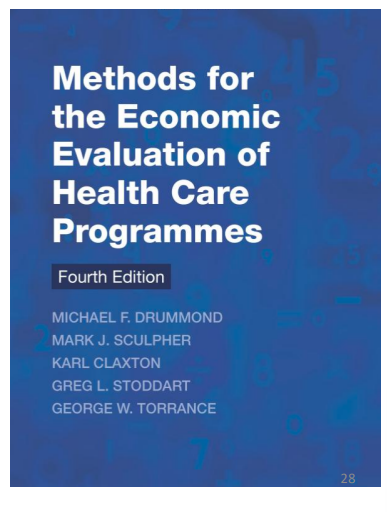 Methods for
the Economic
Evaluation of
Health Care
Programmes
Fourth Edition
MICHAEL F. DRUMMOND
MARK J. SCULPHER
KARL CLAXTON
GREG L. STODDART
GEORGE W. TORRANCE
28